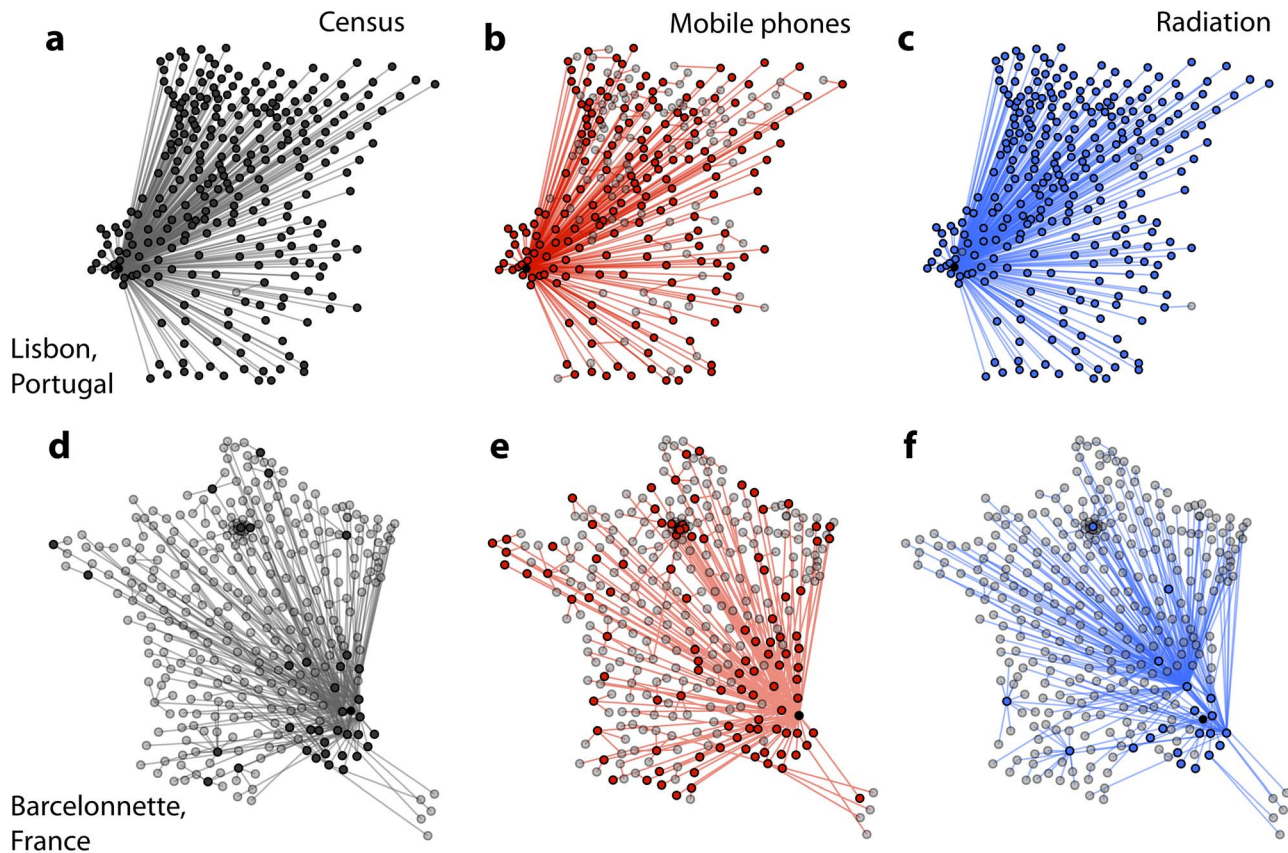 a
Census
b
Mobile phones
c
Radiation
Lisbon,
Portugal
d
e
f
Barcelonnette,
France